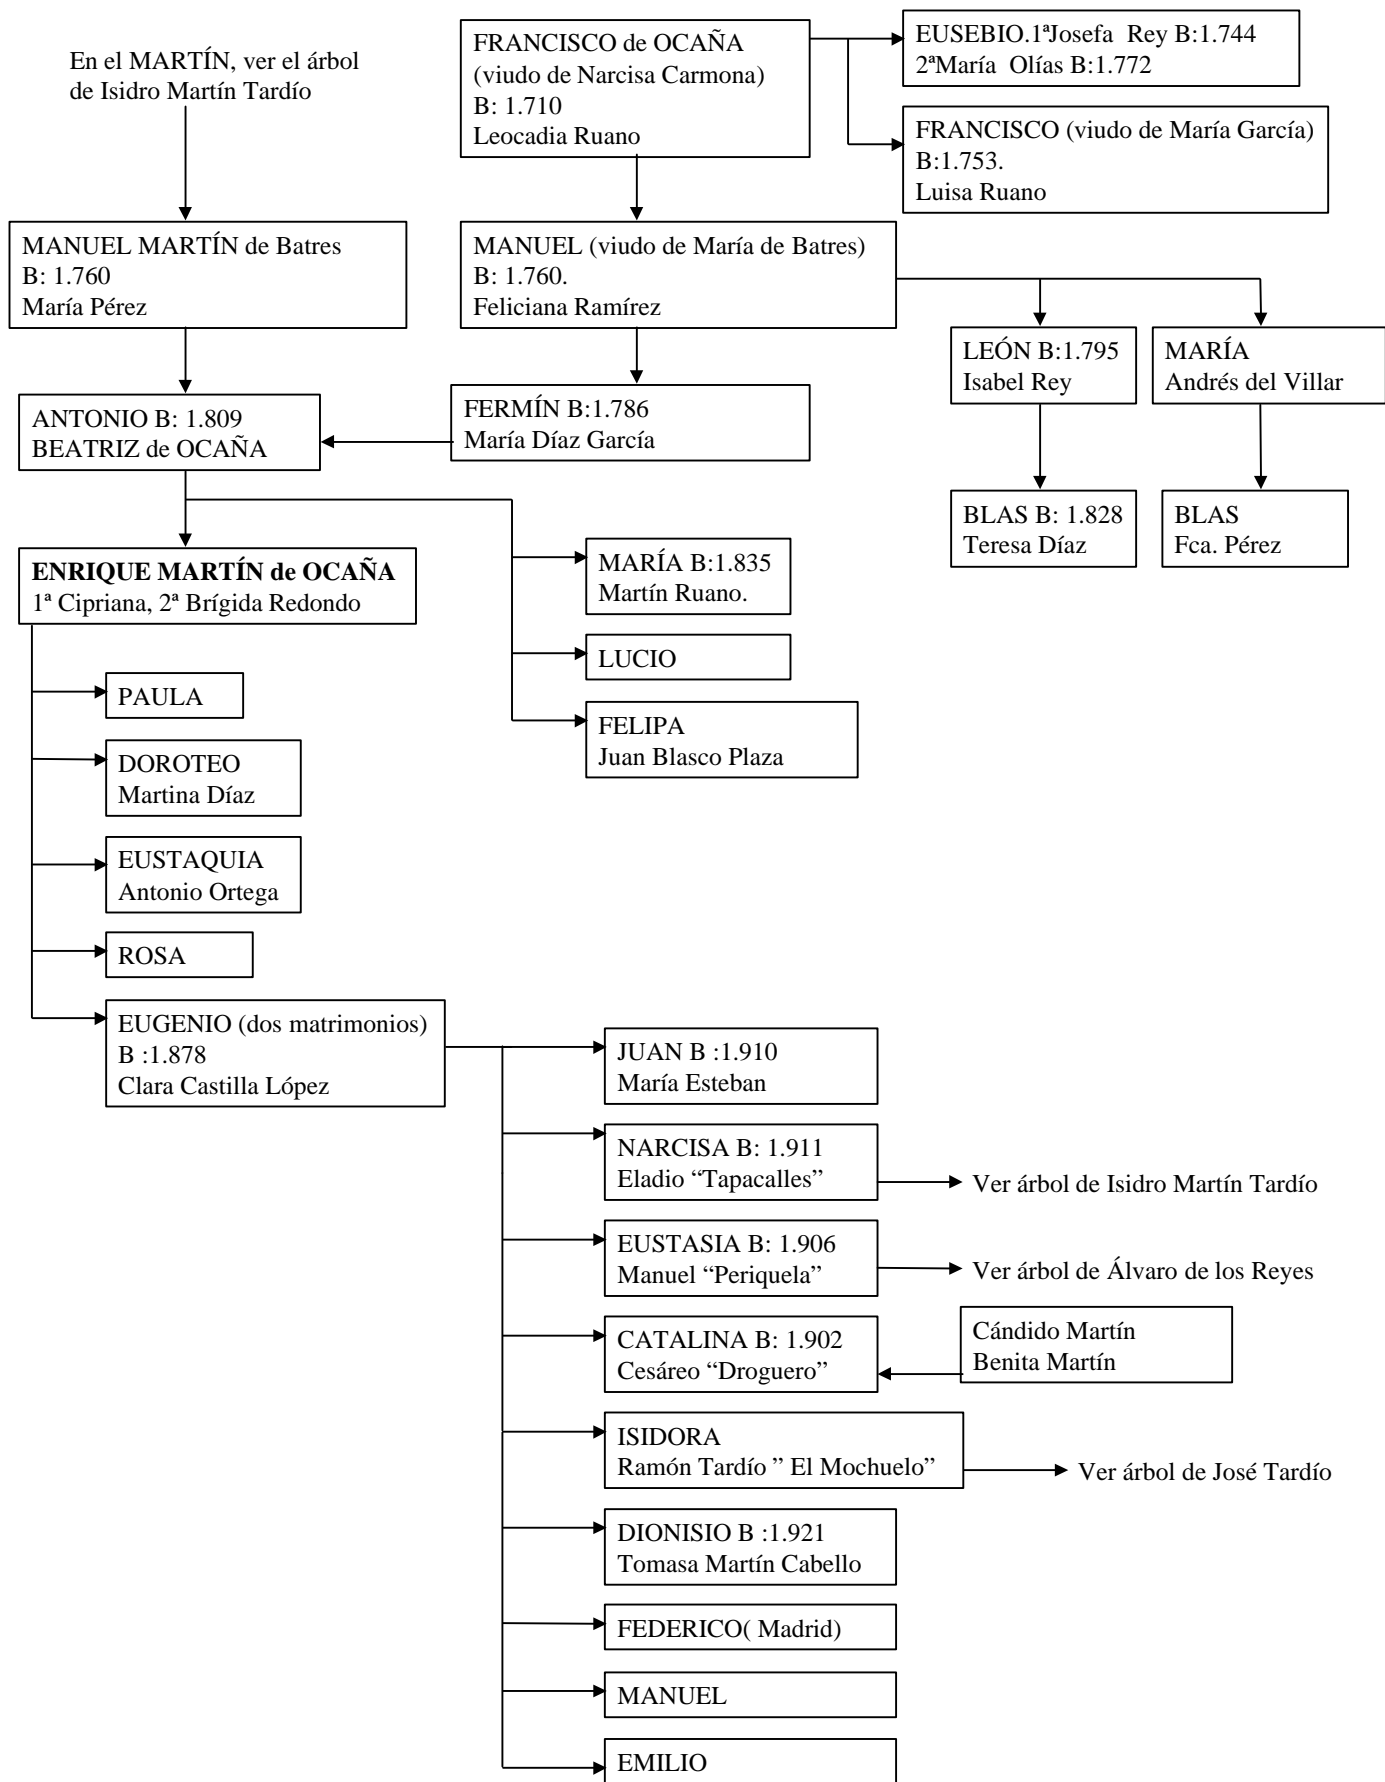 En el MARTÍN, ver el árbol
de Isidro Martín Tardío
FRANCISCO de OCAÑA
(viudo de Narcisa Carmona)
B: 1.710
Leocadia Ruano
EUSEBIO.1ªJosefa Rey B:1.744
2ªMaría Olías B:1.772
FRANCISCO (viudo de María García)
B:1.753.
Luisa Ruano
MANUEL MARTÍN de Batres
B: 1.760
María Pérez
MANUEL (viudo de María de Batres)
B: 1.760.
Feliciana Ramírez
LEÓN B:1.795
Isabel Rey
MARÍA
Andrés del Villar
ANTONIO B: 1.809
BEATRIZ de OCAÑA
FERMÍN B:1.786
María Díaz García
BLAS B: 1.828
Teresa Díaz
BLAS
Fca. Pérez
ENRIQUE MARTÍN de OCAÑA
1ª Cipriana, 2ª Brígida Redondo
MARÍA B:1.835
Martín Ruano.
LUCIO
FELIPA
Juan Blasco Plaza
PAULA
DOROTEO
Martina Díaz
EUSTAQUIA
Antonio Ortega
ROSA
EUGENIO (dos matrimonios)
B :1.878
Clara Castilla López
JUAN B :1.910
María Esteban
NARCISA B: 1.911
Eladio “Tapacalles”
Ver árbol de Isidro Martín Tardío
EUSTASIA B: 1.906
Manuel “Periquela”
Ver árbol de Álvaro de los Reyes
CATALINA B: 1.902
Cesáreo “Droguero”
Cándido Martín
Benita Martín
ISIDORA
Ramón Tardío ” El Mochuelo”
Ver árbol de José Tardío
DIONISIO B :1.921
Tomasa Martín Cabello
FEDERICO( Madrid)
MANUEL
EMILIO